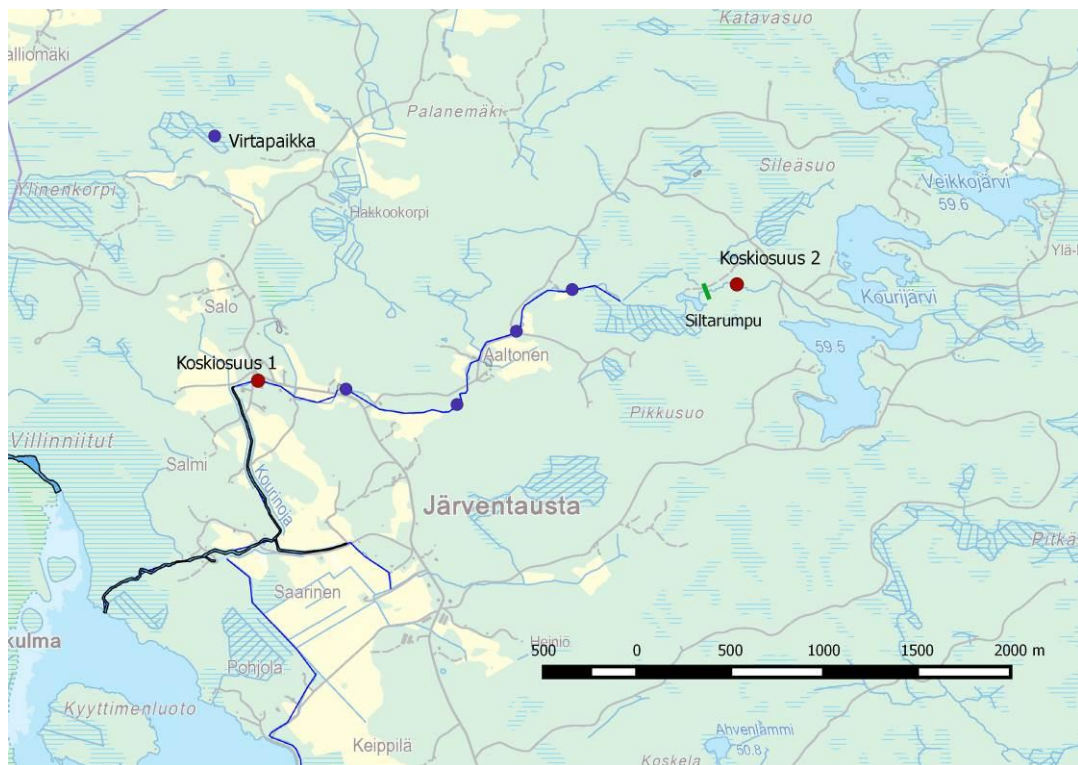 Katavasuo
alliomäki
Palanemäki
Virtapaikka
Sileäsuo
Veikkojärvi
59.6
Ylinenkorpi
Hakkookorpi
Koskiosuus 2
Ylä-
Kourijärvi
Salo
Siltarumpu
59.5
Aaltonen
Koskiosuus 1
Pikkusuo
Villinniitut
Salmi
Kourinoja
Järventausta
Pitkä
Saarinen
kulma
Heiniö
500 0 500 1000 1500 2000 m
Pohjola
Kyyttimenluoto
Ahvenlammi
50.8
Keippilä
Koskela